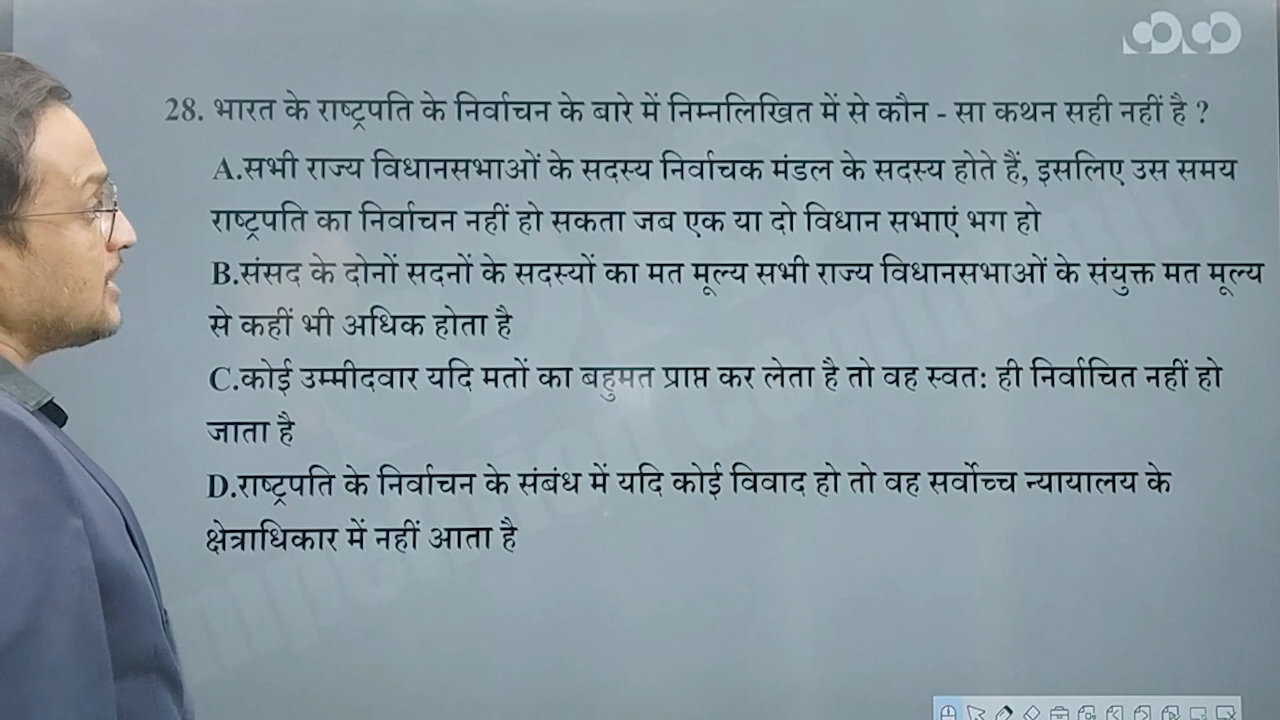 28. भारत के राष्ट्रपति के निर्वाचन के बारे में निम्नलिखित में से कौन - सा कथन सही नहीं है ?
A.सभी राज्य विधानसभाओं के सदस्य निर्वाचक मंडल के सदस्य होते हैं, इसलिए उस समय
राष्ट्रपति का निर्वाचन नहीं हो सकता जब एक या दो विधान सभाएं भग हो
B.संसद के दोनों सदनों के सदस्यों का मत मूल्य सभी राज्य विधानसभाओं के संयुक्त मत मूल्य
से कहीं भी अधिक होता है
C.कोई उम्मीदवार यदि मतों का बहुमत प्राप्त कर लेता है तो वह स्वत: ही निर्वाचित नहीं हो
जाता है
D.राष्ट्रपति के निर्वाचन के संबंध में यदि कोई विवाद हो तो वह सर्वोच्च न्यायालय के
क्षेत्राधिकार में नहीं आता है